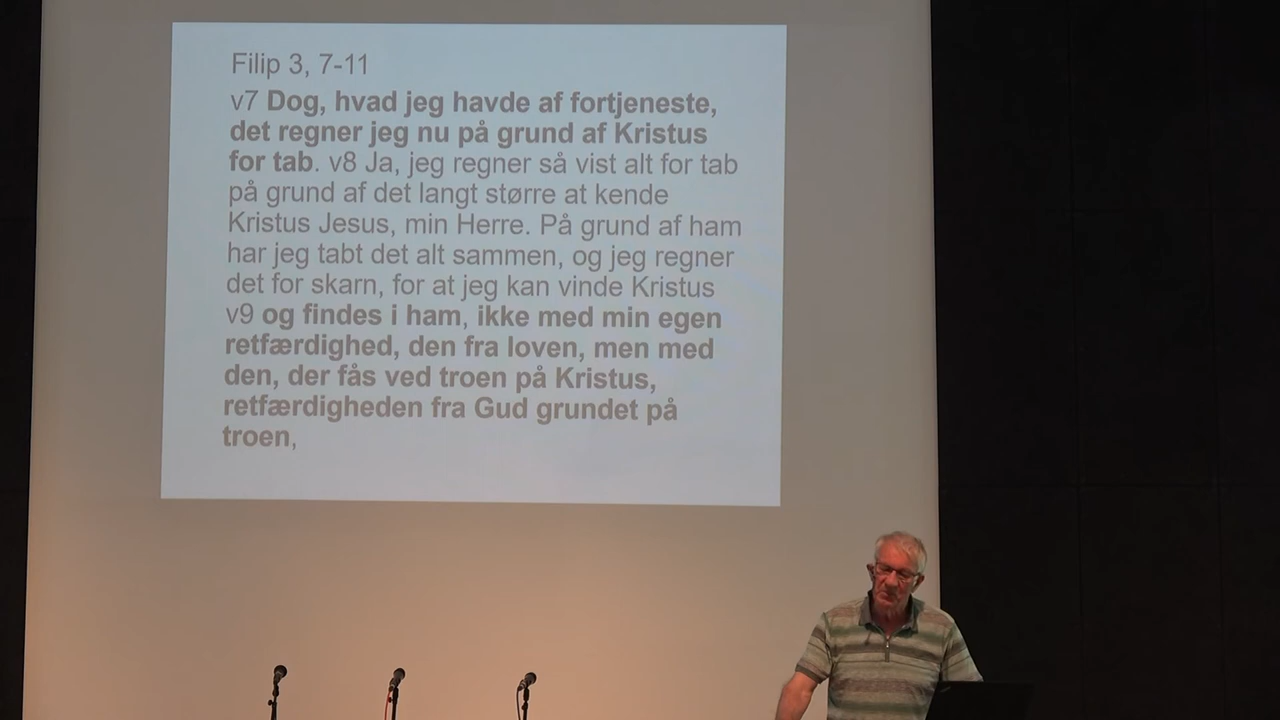 Filip 3, 7-11
v7 Dog, hvad jeg havde af fortjeneste,
det regner jeg nu på grund af Kristus
for tab. v8 Ja, jeg regner så vist alt for tab
på grund af det langt større at kende
Kristus Jesus, min Herre. På grund af ham
har jeg tabt det alt sammen, og jeg regner
det for skarn, for at jeg kan vinde Kristus
v9 og findes i ham, ikke med min egen
retfærdighed, den fra loven, men med
den, der fås ved troen på Kristus,
retfærdigheden fra Gud grundet på
troen,